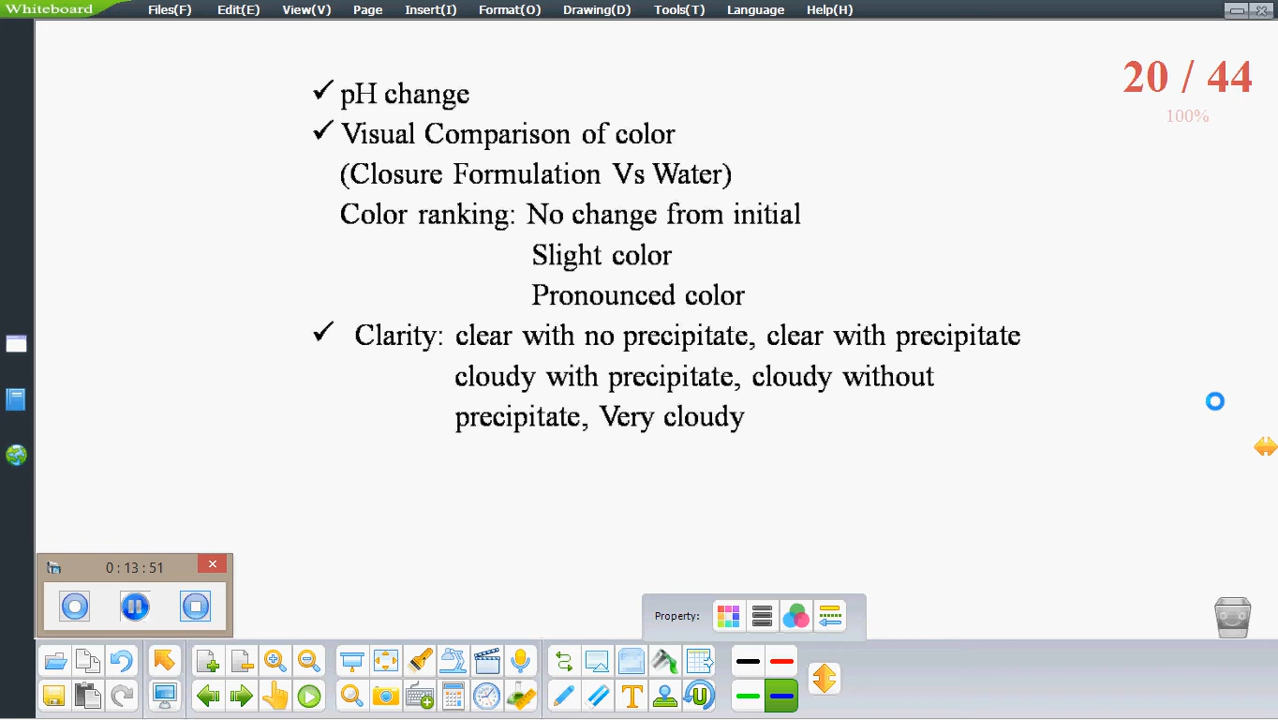 Whiteboard Files(F) Edit(E) View(V) Page Insert(I) Format(O) Drawing(D) Tools(T) Language Help(H)
20 / 44
100%
✓ pH change
✓ Visual Comparison of color
(Closure Formulation Vs Water)
Color ranking: No change from initial
Slight color
Pronounced color
✓ Clarity: clear with no precipitate, clear with precipitate
cloudy with precipitate, cloudy without
precipitate, Very cloudy
0:13:51
Property: